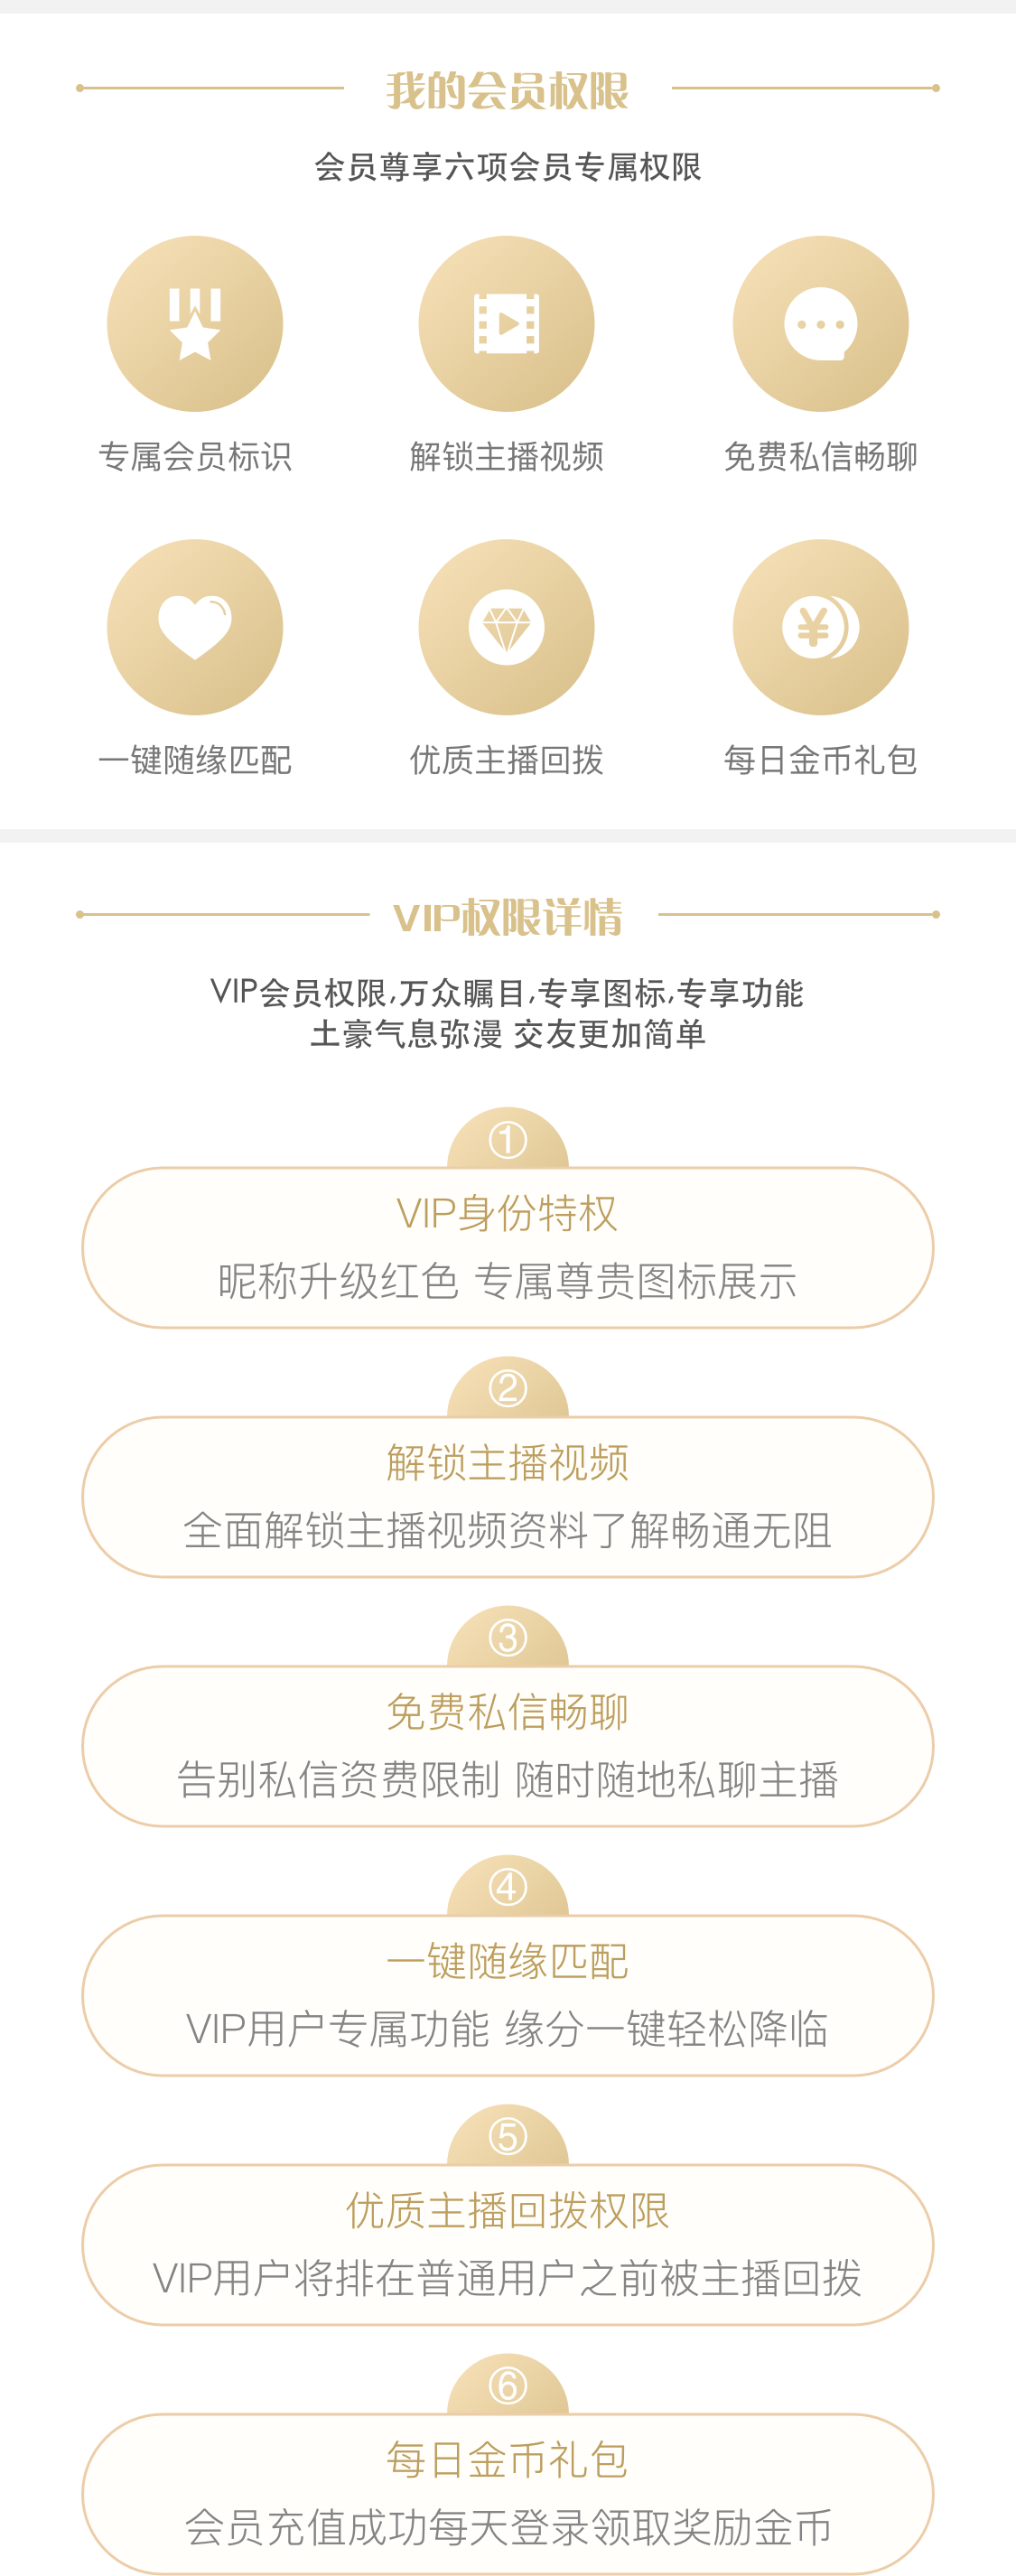 我的会员权限
会员尊享六项会员专属权限
专属会员标识
解锁主播视频
免费私信畅聊
¥
一键随缘匹配
优质主播回拨
每日金币礼包
VIP权限详情
VIP会员权限,万众瞩目,专享图标,专享功能
土豪气息弥漫 交友更加简单
①
VIP身份特权
昵称升级红色 专属尊贵图标展示
②
解锁主播视频
全面解锁主播视频资料了解畅通无阻
③
免费私信畅聊
告别私信资费限制 随时随地私聊主播
④
一键随缘匹配
VIP用户专属功能 缘分一键轻松降临
⑤
优质主播回拨权限
VIP用户将排在普通用户之前被主播回拨
⑥
每日金币礼包
会员充值成功每天登录领取奖励金币